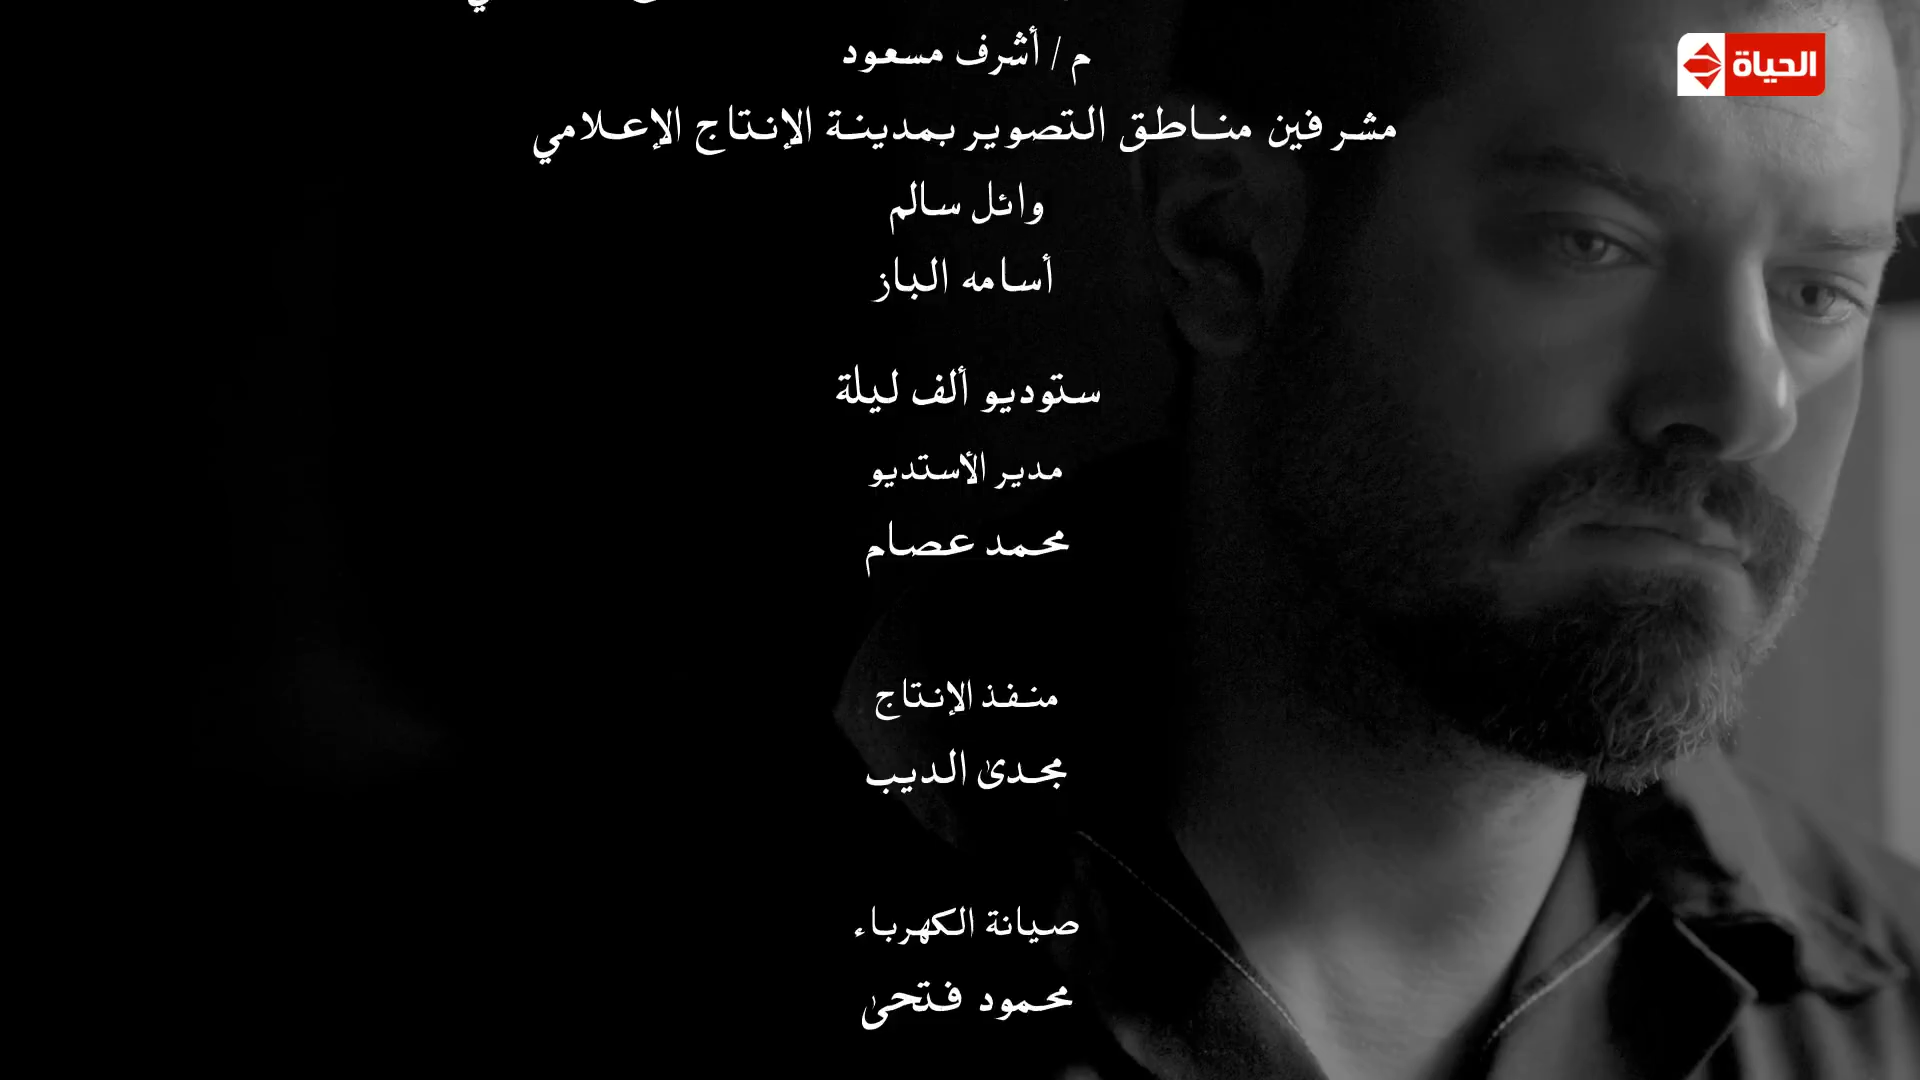 م / أشرف مسعود
الحياة
مشرفين مناطق التصوير بمدينة الإنتاج الإعلامي
وائل سالم
أسامه الباز
ستوديو ألف ليلة
مدير الأستديو
محمد عصام
منفذ الإنتاج
مجدى الديب
صيانة الكهرباء
محمود فتحى